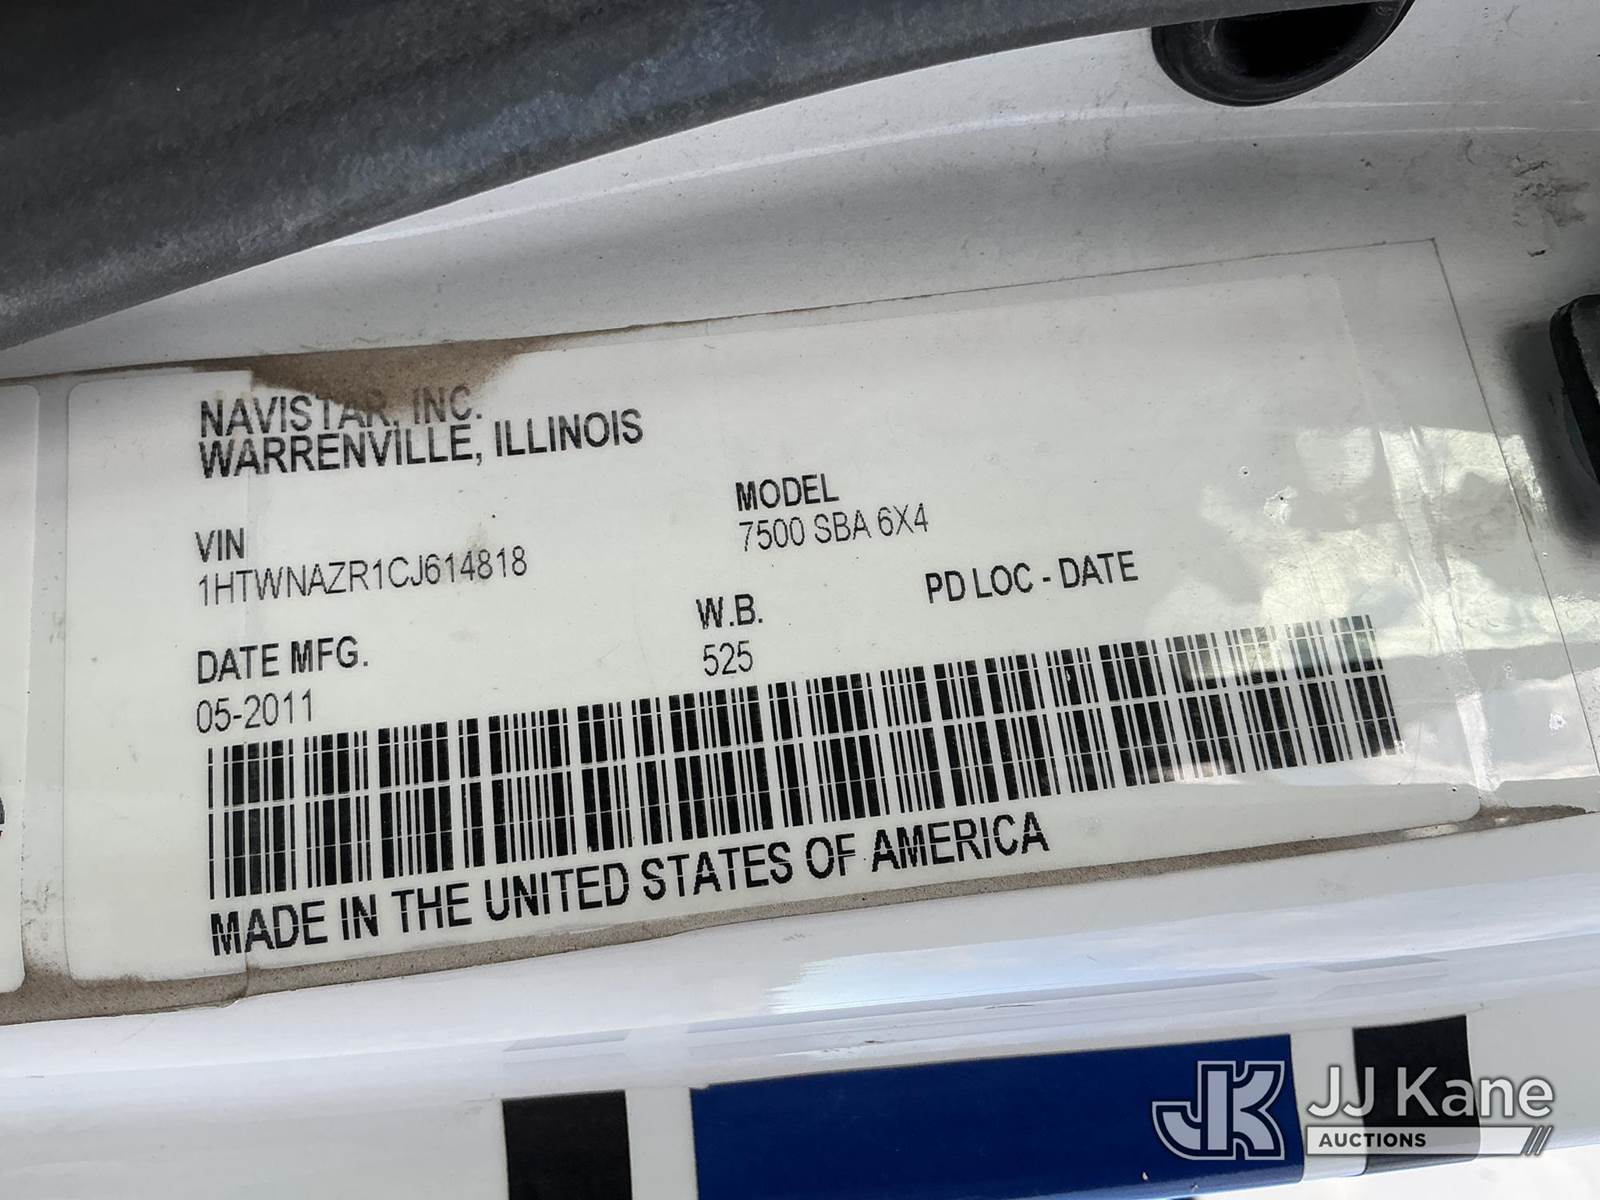 NAVISTAR, INC.
WARRENVILLE, ILLINOIS
VIN
1HTWNAZR1CJ614818
MODEL
7500 SBA 6X4
DATE MFG.
05-2011
W.B.
525
PD LOC - DATE
MADE IN THE UNITED STATES OF AMERICA
JK JJ Kane
AUCTIONS